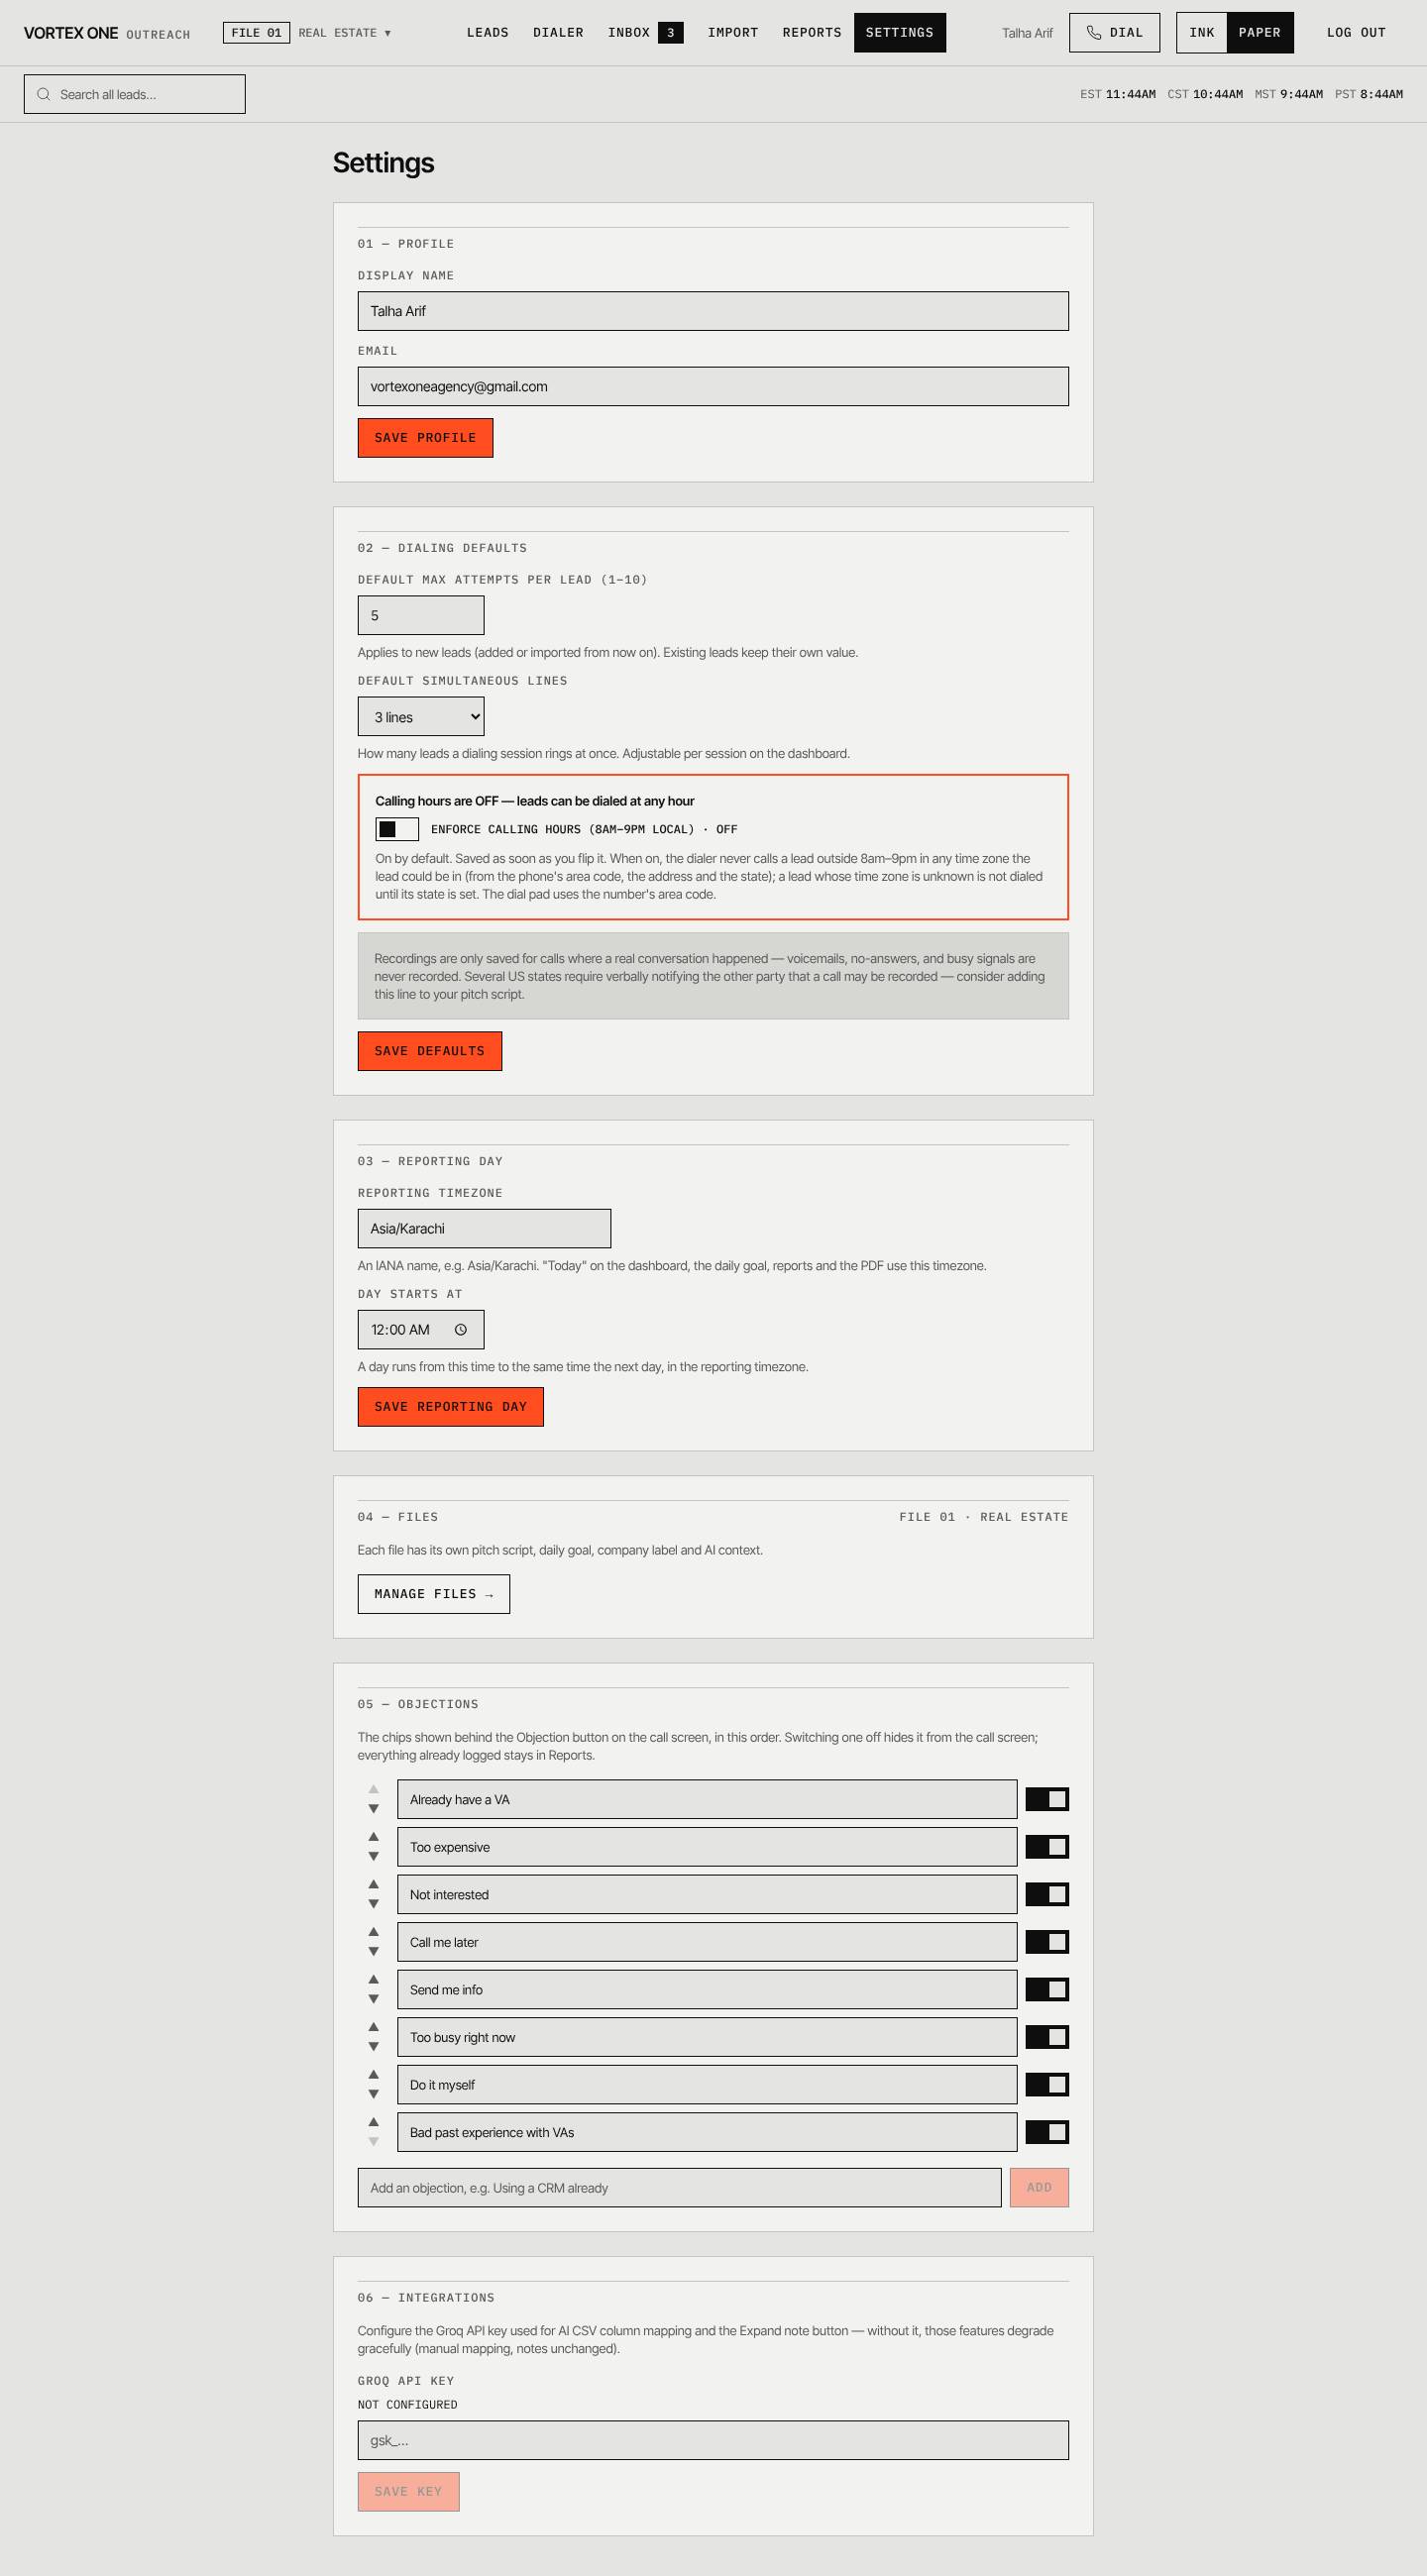 VORTEX ONE OUTREACH
FILE 01 REAL ESTATE ▾
LEADS DIALER INBOX 3 IMPORT REPORTS SETTINGS
Talha Arif DIAL INK PAPER LOG OUT
Search all leads...
EST 11:44AM CST 10:44AM MST 9:44AM PST 8:44AM
Settings
01 — PROFILE
DISPLAY NAME
Talha Arif
EMAIL
vortexoneagency@gmail.com
SAVE PROFILE
02 — DIALING DEFAULTS
DEFAULT MAX ATTEMPTS PER LEAD (1–10)
5
Applies to new leads (added or imported from now on). Existing leads keep their own value.
DEFAULT SIMULTANEOUS LINES
3 lines
How many leads a dialing session rings at once. Adjustable per session on the dashboard.
Calling hours are OFF — leads can be dialed at any hour
ENFORCE CALLING HOURS (8AM–9PM LOCAL) · OFF
On by default. Saved as soon as you flip it. When on, the dialer never calls a lead outside 8am–9pm in any time zone the
lead could be in (from the phone's area code, the address and the state); a lead whose time zone is unknown is not dialed
until its state is set. The dial pad uses the number's area code.
Recordings are only saved for calls where a real conversation happened — voicemails, no-answers, and busy signals are
never recorded. Several US states require verbally notifying the other party that a call may be recorded — consider adding
this line to your pitch script.
SAVE DEFAULTS
03 — REPORTING DAY
REPORTING TIMEZONE
Asia/Karachi
An IANA name, e.g. Asia/Karachi. "Today" on the dashboard, the daily goal, reports and the PDF use this timezone.
DAY STARTS AT
12:00 AM
A day runs from this time to the same time the next day, in the reporting timezone.
SAVE REPORTING DAY
04 — FILES
FILE 01 · REAL ESTATE
Each file has its own pitch script, daily goal, company label and AI context.
MANAGE FILES →
05 — OBJECTIONS
The chips shown behind the Objection button on the call screen, in this order. Switching one off hides it from the call screen;
everything already logged stays in Reports.
Already have a VA
Too expensive
Not interested
Call me later
Send me info
Too busy right now
Do it myself
Bad past experience with VAs
Add an objection, e.g. Using a CRM already
ADD
06 — INTEGRATIONS
Configure the Groq API key used for AI CSV column mapping and the Expand note button — without it, those features degrade
gracefully (manual mapping, notes unchanged).
GROQ API KEY
NOT CONFIGURED
gsk_...
SAVE KEY